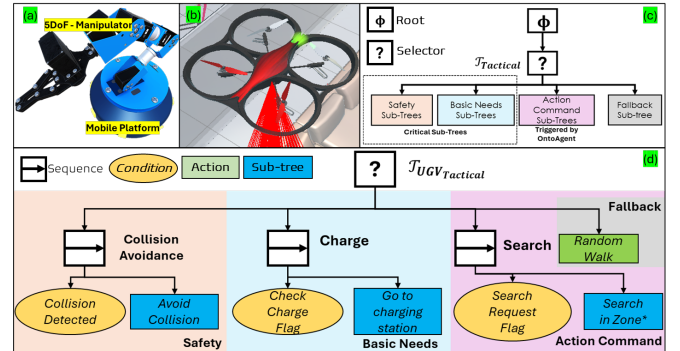 (a)
5DoF - Manipulator
Mobile Platform
(b)
(c)
ϕ Root
ϕ
? Selector
𝒯Tactical
?
Safety
Sub-Trees
Basic Needs
Sub-Trees
Action
Command
Sub-Trees
Fallback
Sub-tree
Critical Sub-Trees
Triggered by
OntoAgent
(d)
Sequence
Condition
Action
Sub-tree
?
𝒯UGVTactical
Collision
Avoidance
Charge
Search
Fallback
Random
Walk
Collision
Detected
Avoid
Collision
Check
Charge
Flag
Go to
charging
station
Search
Request
Flag
Search
in Zone*
Safety
Basic Needs
Action Command